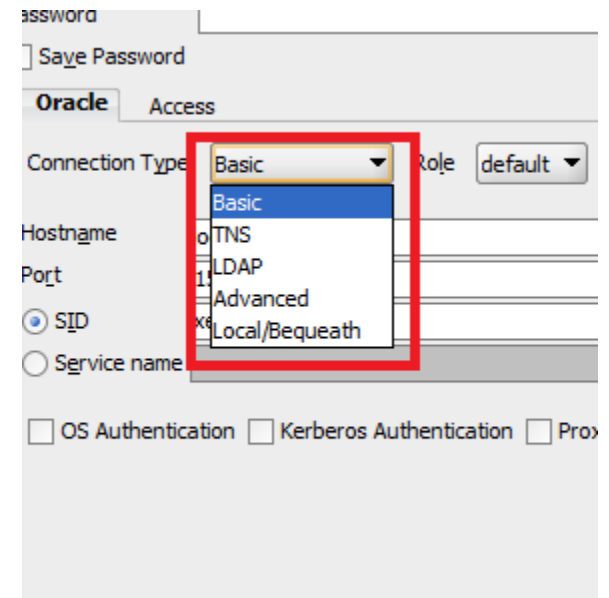 Save Password
Oracle Access
Connection Type Basic Role default
Basic
Hostname TNS
Port LDAP
Advanced
SID Local/Bequeath
Service name
OS Authentication Kerberos Authentication